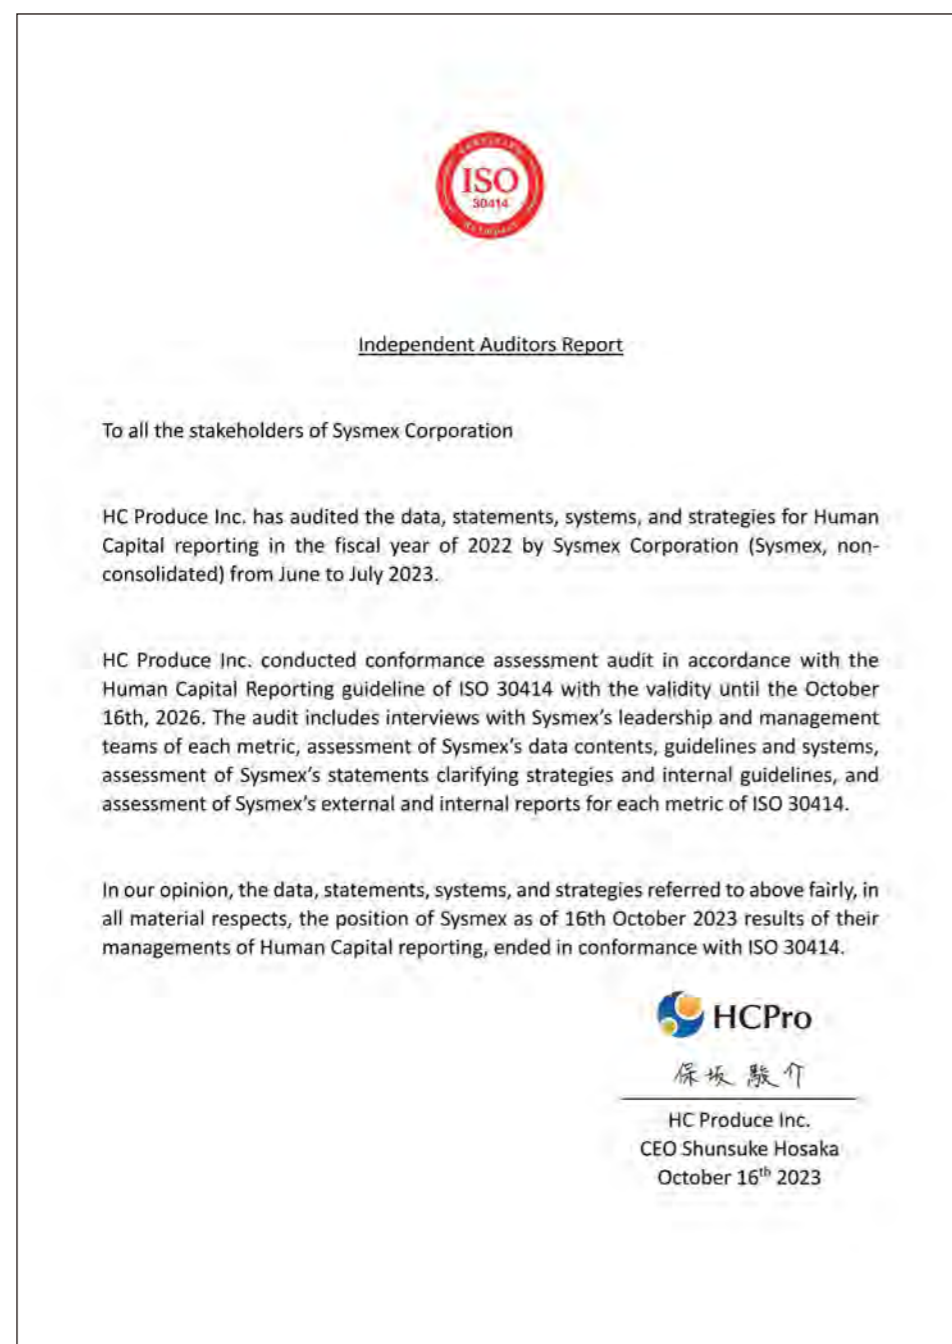 CERTIFIED
ISO
30414
Independent Auditors Report
To all the stakeholders of Sysmex Corporation
HC Produce Inc. has audited the data, statements, systems, and strategies for Human
Capital reporting in the fiscal year of 2022 by Sysmex Corporation (Sysmex, non-
consolidated) from June to July 2023.
HC Produce Inc. conducted conformance assessment audit in accordance with the
Human Capital Reporting guideline of ISO 30414 with the validity until the October
16th, 2026. The audit includes interviews with Sysmex’s leadership and management
teams of each metric, assessment of Sysmex’s data contents, guidelines and systems,
assessment of Sysmex’s statements clarifying strategies and internal guidelines, and
assessment of Sysmex’s external and internal reports for each metric of ISO 30414.
In our opinion, the data, statements, systems, and strategies referred to above fairly, in
all material respects, the position of Sysmex as of 16th October 2023 results of their
managements of Human Capital reporting, ended in conformance with ISO 30414.
HCPro
保坂 駿介
HC Produce Inc.
CEO Shunsuke Hosaka
October 16th 2023